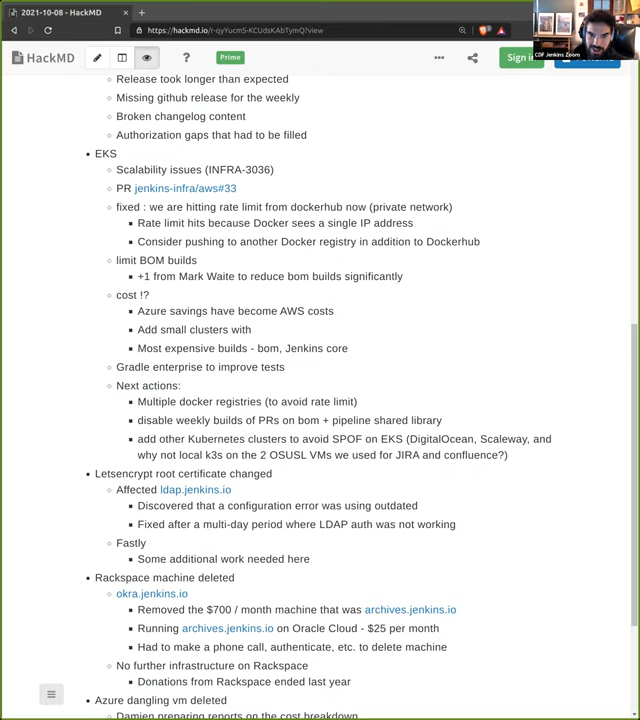 2021-10-08 - HackMD
https://hackmd.io/r-qyYucmS-KCUdsKAbTymQ?view
HackMD
Prime
Sign in
CDF Jenkins Zoom
Release took longer than expected
Missing github release for the weekly
Broken changelog content
Authorization gaps that had to be filled
EKS
Scalability issues (INFRA-3036)
PR jenkins-infra/aws#33
fixed : we are hitting rate limit from dockerhub now (private network)
Rate limit hits because Docker sees a single IP address
Consider pushing to another Docker registry in addition to Dockerhub
limit BOM builds
+1 from Mark Waite to reduce bom builds significantly
cost !?
Azure savings have become AWS costs
Add small clusters with
Most expensive builds - bom, Jenkins core
Gradle enterprise to improve tests
Next actions:
Multiple docker registries (to avoid rate limit)
disable weekly builds of PRs on bom + pipeline shared library
add other Kubernetes clusters to avoid SPOF on EKS (DigitalOcean, Scaleway, and
why not local k3s on the 2 OSUSL VMs we used for JIRA and confluence?)
Letsencrypt root certificate changed
Affected ldap.jenkins.io
Discovered that a configuration error was using outdated
Fixed after a multi-day period where LDAP auth was not working
Fastly
Some additional work needed here
Rackspace machine deleted
okra.jenkins.io
Removed the $700 / month machine that was archives.jenkins.io
Running archives.jenkins.io on Oracle Cloud - $25 per month
Had to make a phone call, authenticate, etc. to delete machine
No further infrastructure on Rackspace
Donations from Rackspace ended last year
Azure dangling vm deleted
Damien preparing reports on the cost breakdown